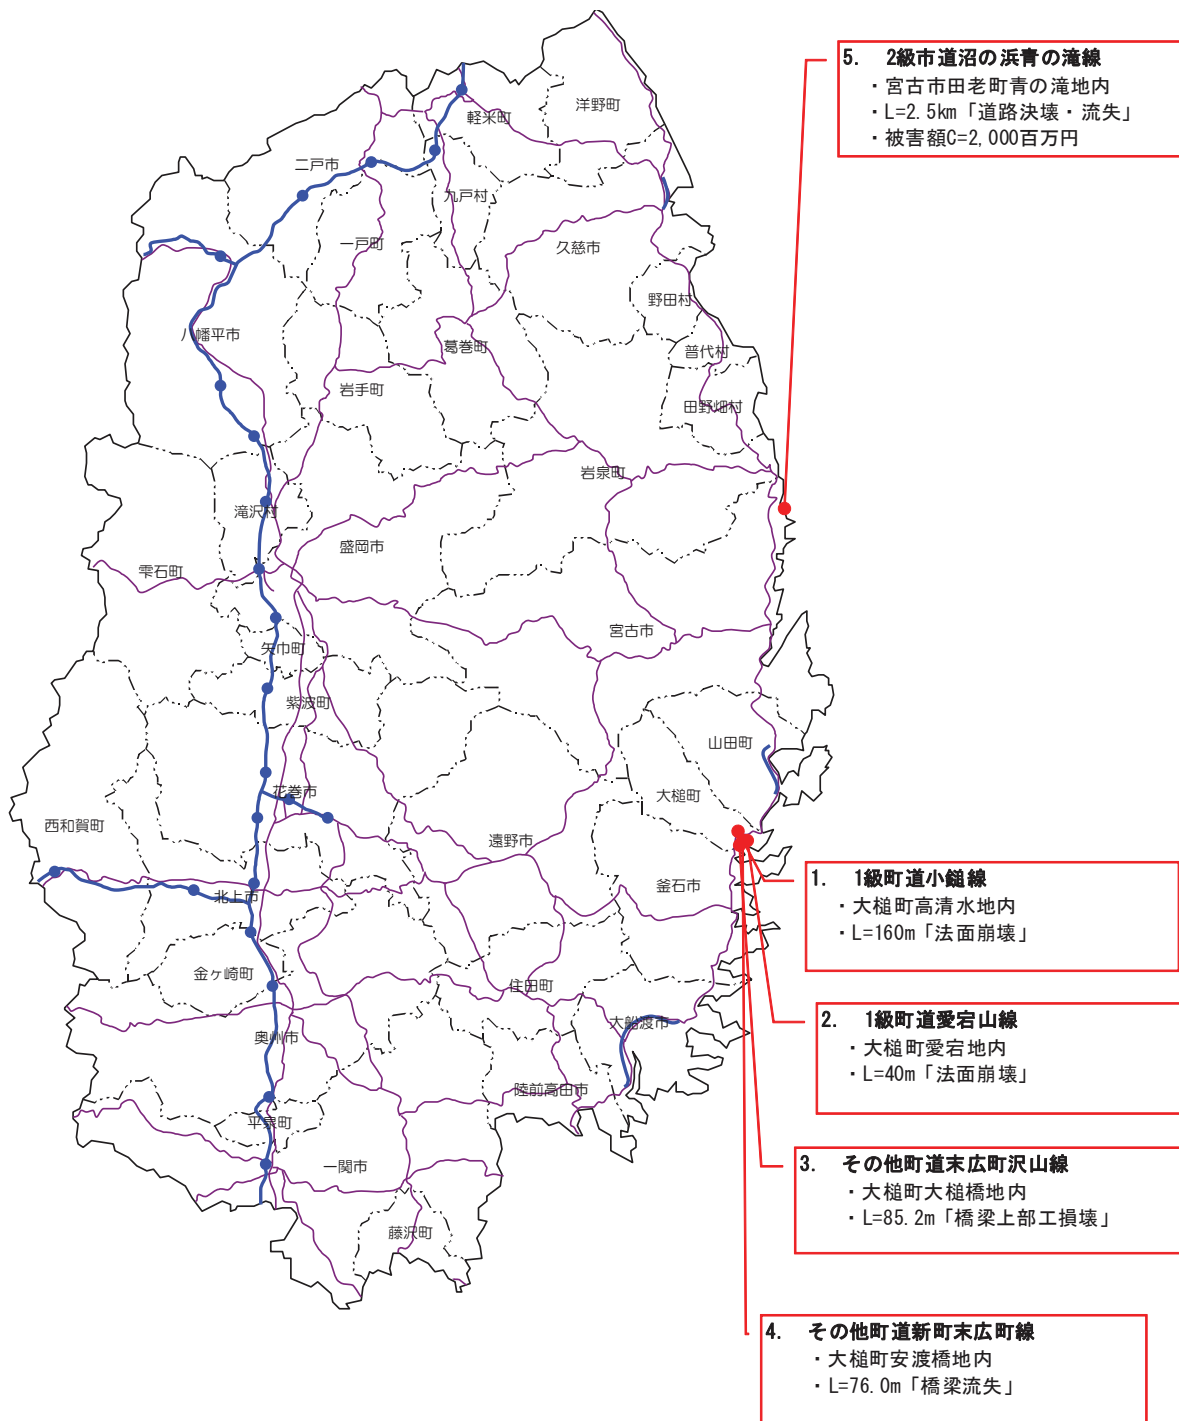 5. 2級市道沼の浜青の滝線
・宮古市田老町青の滝地内
・L=2.5km「道路決壊・流失」
・被害額C=2,000百万円
洋野町
軽米町
二戸市
九戸村
一戸町
久慈市
野田村
八幡平市
葛巻町
普代村
岩手町
田野畑村
岩泉町
滝沢村
盛岡市
雫石町
宮古市
矢巾町
紫波町
山田町
花巻市
大槌町
西和賀町
遠野市
釜石市
北上市
金ヶ崎町
住田町
大船渡市
奥州市
陸前高田市
平泉町
一関市
藤沢町
1. 1級町道小鎚線
・大槌町高清水地内
・L=160m「法面崩壊」
2. 1級町道愛宕山線
・大槌町愛宕地内
・L=40m「法面崩壊」
3. その他町道末広町沢山線
・大槌町大槌橋地内
・L=85.2m「橋梁上部工損壊」
4. その他町道新町末広町線
・大槌町安渡橋地内
・L=76.0m「橋梁流失」